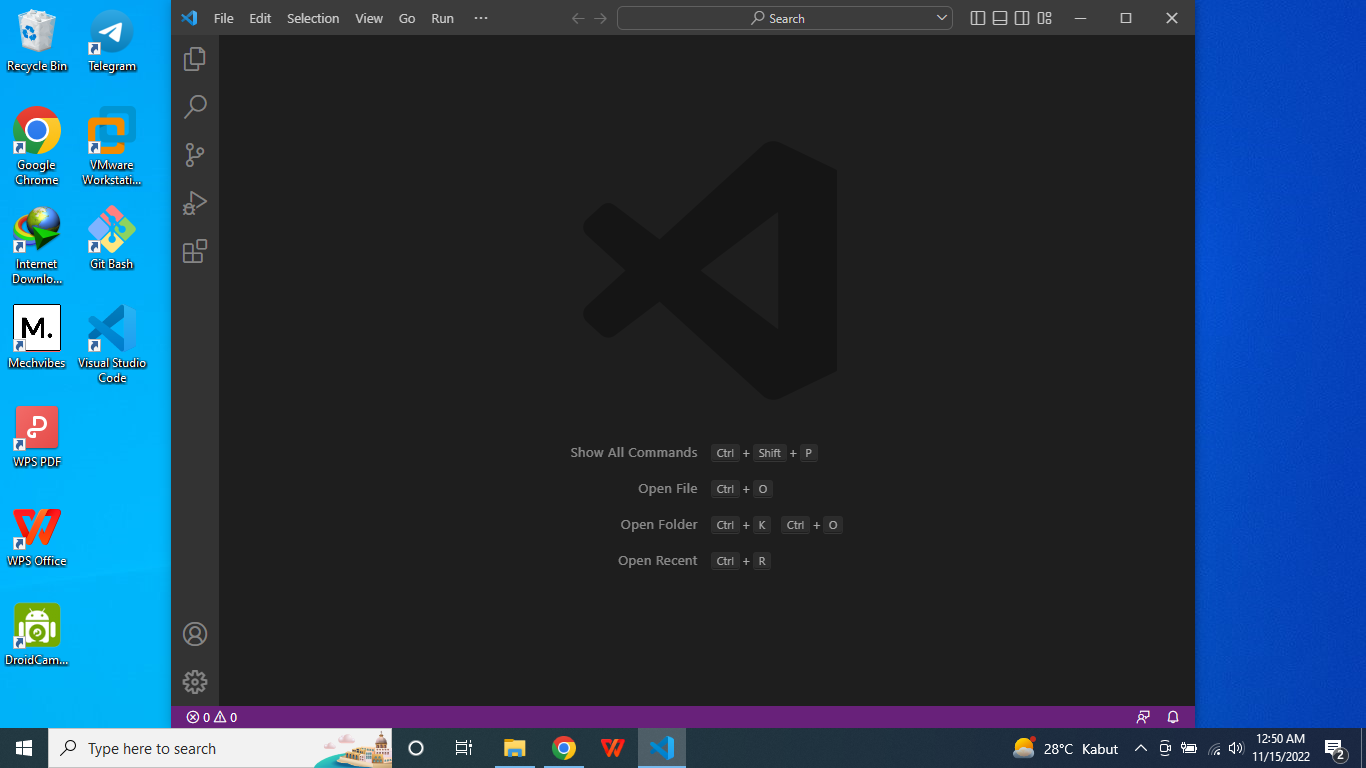 Recycle Bin
Telegram
Google Chrome
VMware Workstati...
Internet Downlo...
Git Bash
M.
Mechvibes
Visual Studio Code
WPS PDF
WPS Office
DroidCam...
File Edit Selection View Go Run ···
Search
Show All Commands Ctrl + Shift + P
Open File Ctrl + O
Open Folder Ctrl + K Ctrl + O
Open Recent Ctrl + R
0 0
Type here to search
28°C Kabut
12:50 AM
11/15/2022
2